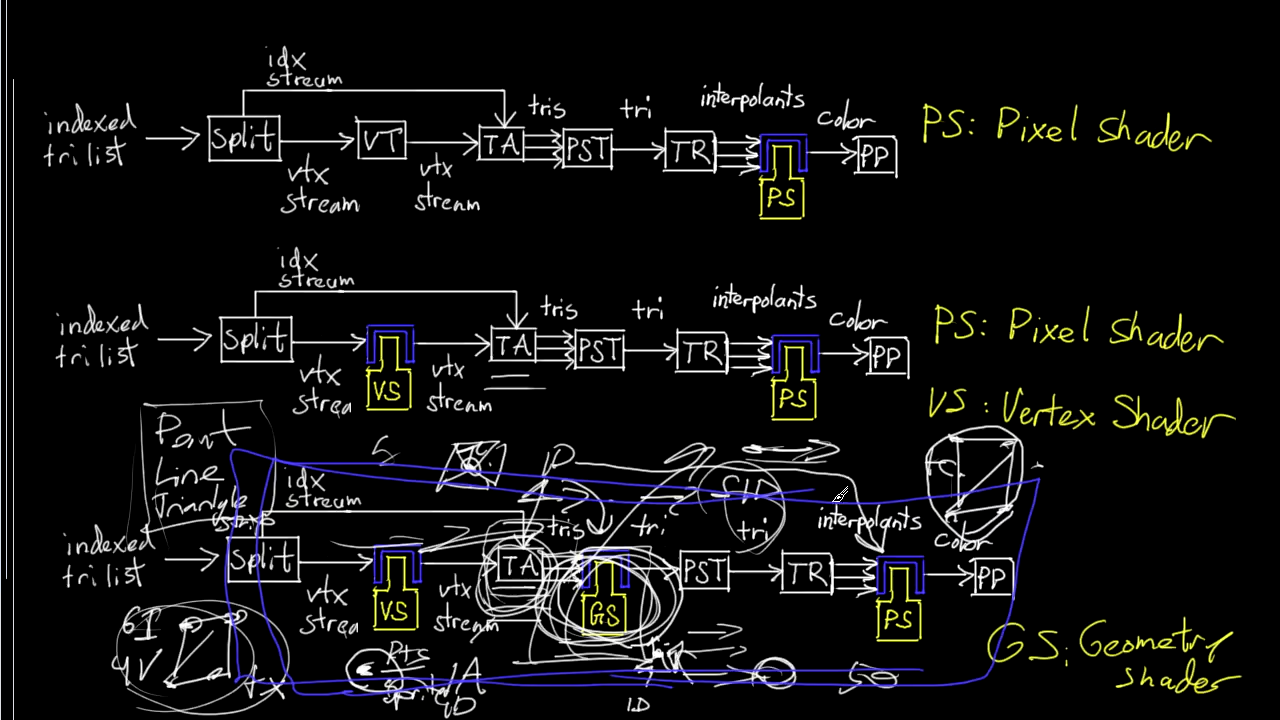 idx
stream
indexed
tri list
Split
vtx
stream
VT
vtx
stream
TA
tris
PST
tri
TR
interpolants
PS
color
PP
PS: Pixel Shader
idx
stream
indexed
tri list
Split
vtx
strea
VS
vtx
stream
TA
tris
PST
tri
TR
interpolants
PS
color
PP
PS: Pixel Shader
VS: Vertex Shader
Point
Line
Triangle
idx
stream
indexed
tri list
Split
vtx
strea
VS
vtx
stream
TA
tris
GS
tri
PST
tri
TR
interpolants
PS
color
PP
GS: Geometry
Shader
6I
4V
Pts